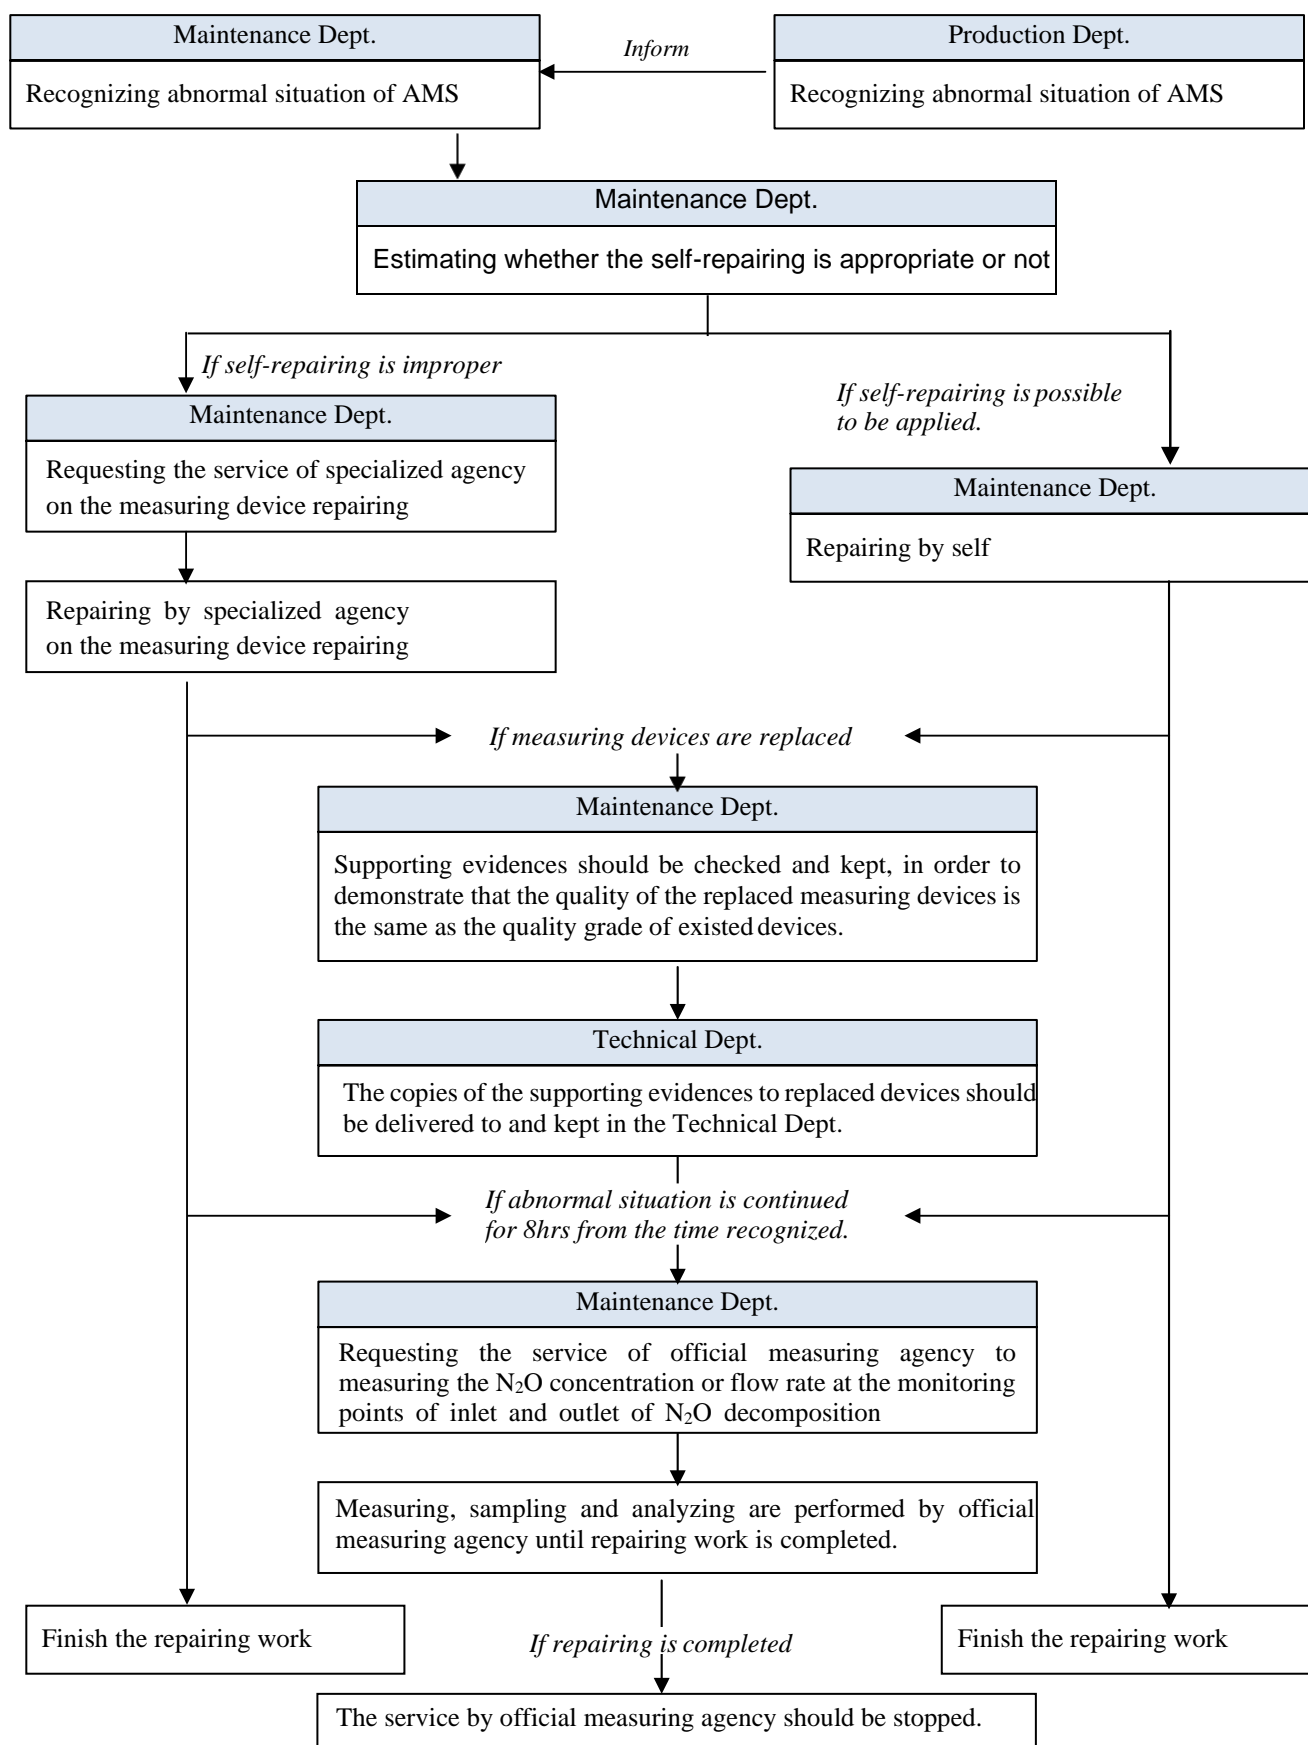 Maintenance Dept.
Recognizing abnormal situation of AMS
Inform
Production Dept.
Recognizing abnormal situation of AMS
Maintenance Dept.
Estimating whether the self-repairing is appropriate or not
If self-repairing is improper
If self-repairing is possible
to be applied.
Maintenance Dept.
Requesting the service of specialized agency
on the measuring device repairing
Maintenance Dept.
Repairing by self
Repairing by specialized agency
on the measuring device repairing
If measuring devices are replaced
Maintenance Dept.
Supporting evidences should be checked and kept, in order to
demonstrate that the quality of the replaced measuring devices is
the same as the quality grade of existed devices.
Technical Dept.
The copies of the supporting evidences to replaced devices should
be delivered to and kept in the Technical Dept.
If abnormal situation is continued
for 8hrs from the time recognized.
Maintenance Dept.
Requesting the service of official measuring agency to
measuring the N₂O concentration or flow rate at the monitoring
points of inlet and outlet of N₂O decomposition
Measuring, sampling and analyzing are performed by official
measuring agency until repairing work is completed.
Finish the repairing work
If repairing is completed
Finish the repairing work
The service by official measuring agency should be stopped.